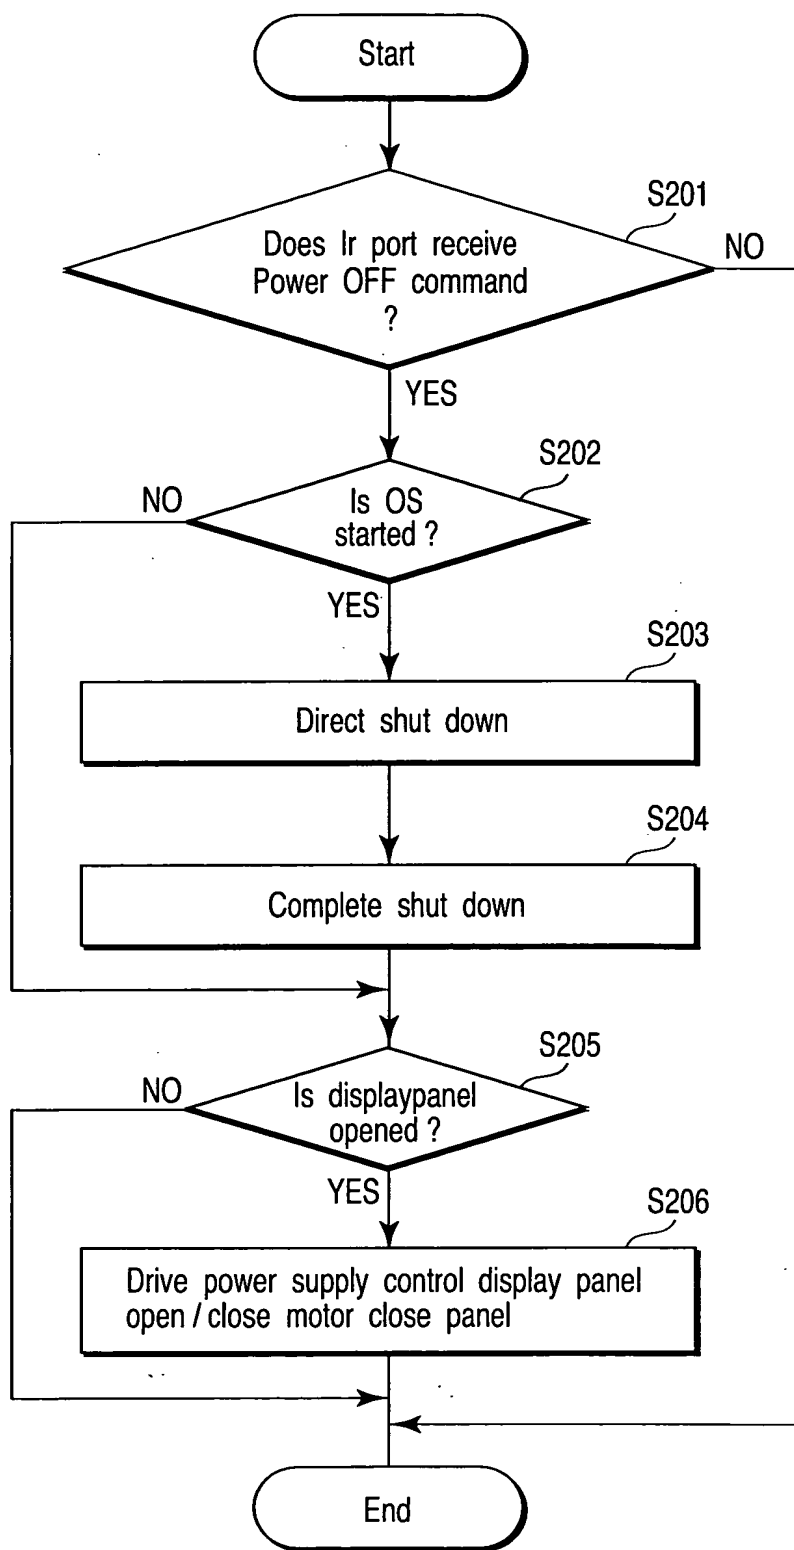 Start
S201
Does Ir port receive
Power OFF command
?
NO
YES
S202
NO
Is OS
started ?
YES
S203
Direct shut down
S204
Complete shut down
S205
NO
Is displaypanel
opened ?
YES
S206
Drive power supply control display panel
open / close motor close panel
End